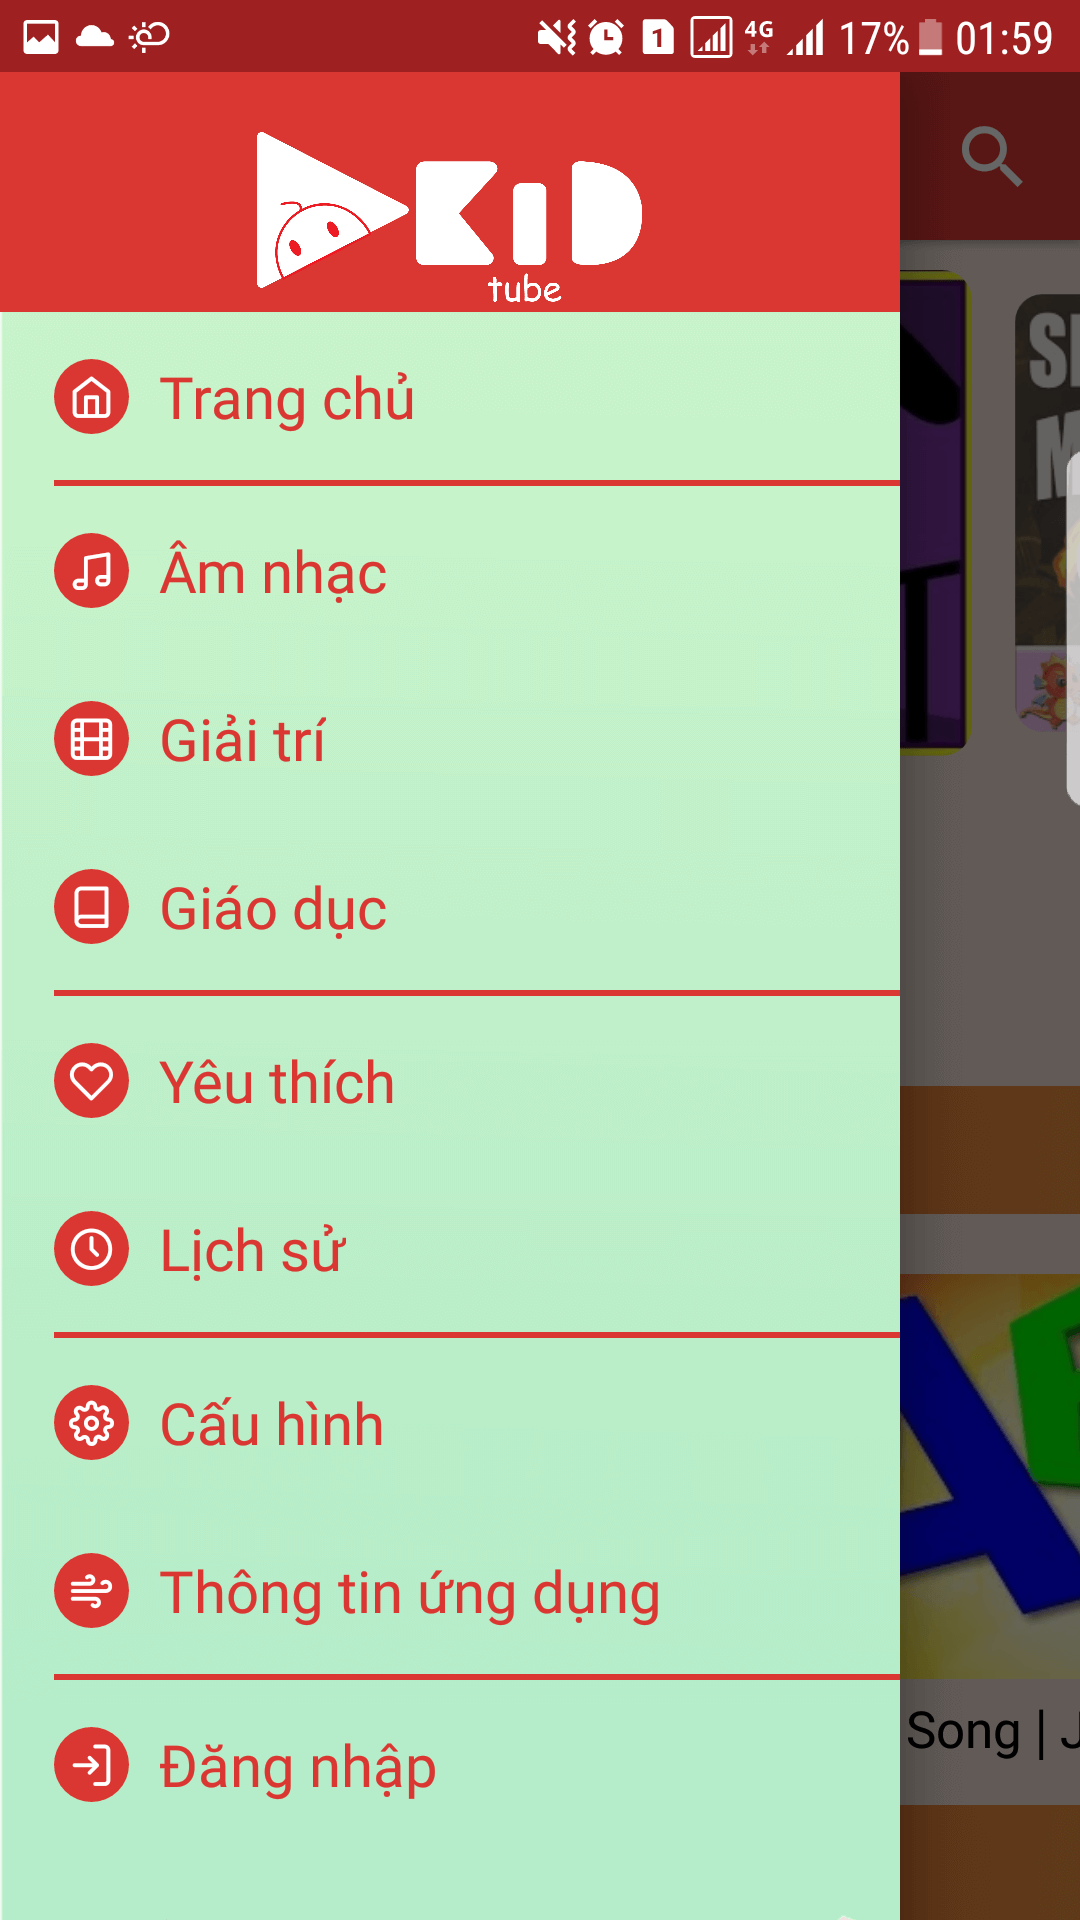 1 4G 17% 01:59
KiD
tube
Trang chủ
Âm nhạc
Giải trí
Giáo dục
Yêu thích
Lịch sử
Cấu hình
Thông tin ứng dụng
Song | J
Đăng nhập